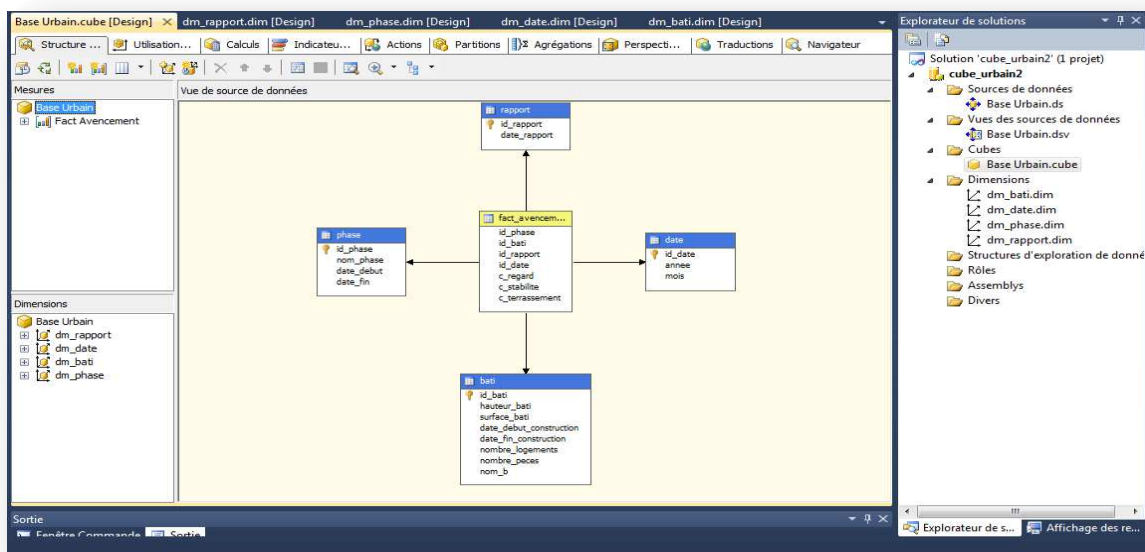 Base Urbain.cube [Design] dm_rapport.dim [Design] dm_phase.dim [Design] dm_date.dim [Design] dm_bati.dim [Design]
Structure ... Utilisation... Calculs Indicateu... Actions Partitions Agrégations Perspecti... Traductions Navigateur
Mesures
Base Urbain
Fact Avencement
Dimensions
Base Urbain
dm_rapport
dm_date
dm_bati
dm_phase
Vue de source de données
rapport
id_rapport
date_rapport
fact_avencem...
id_phase
id_bati
id_rapport
id_date
c_regard
c_stabilite
c_terrassement
phase
id_phase
nom_phase
date_debut
date_fin
date
id_date
annee
mois
bati
id_bati
hauteur_bati
surface_bati
date_debut_construction
date_fin_construction
nombre_logements
nombre_peces
nom_b
Explorateur de solutions
Solution 'cube_urbain2' (1 projet)
cube_urbain2
Sources de données
Base Urbain.ds
Vues des sources de données
Base Urbain.dsv
Cubes
Base Urbain.cube
Dimensions
dm_bati.dim
dm_date.dim
dm_phase.dim
dm_rapport.dim
Structures d'exploration de donné
Rôles
Assemblys
Divers
Explorateur de s... Affichage des re...
Sortie
Fenêtre Commande Sortie